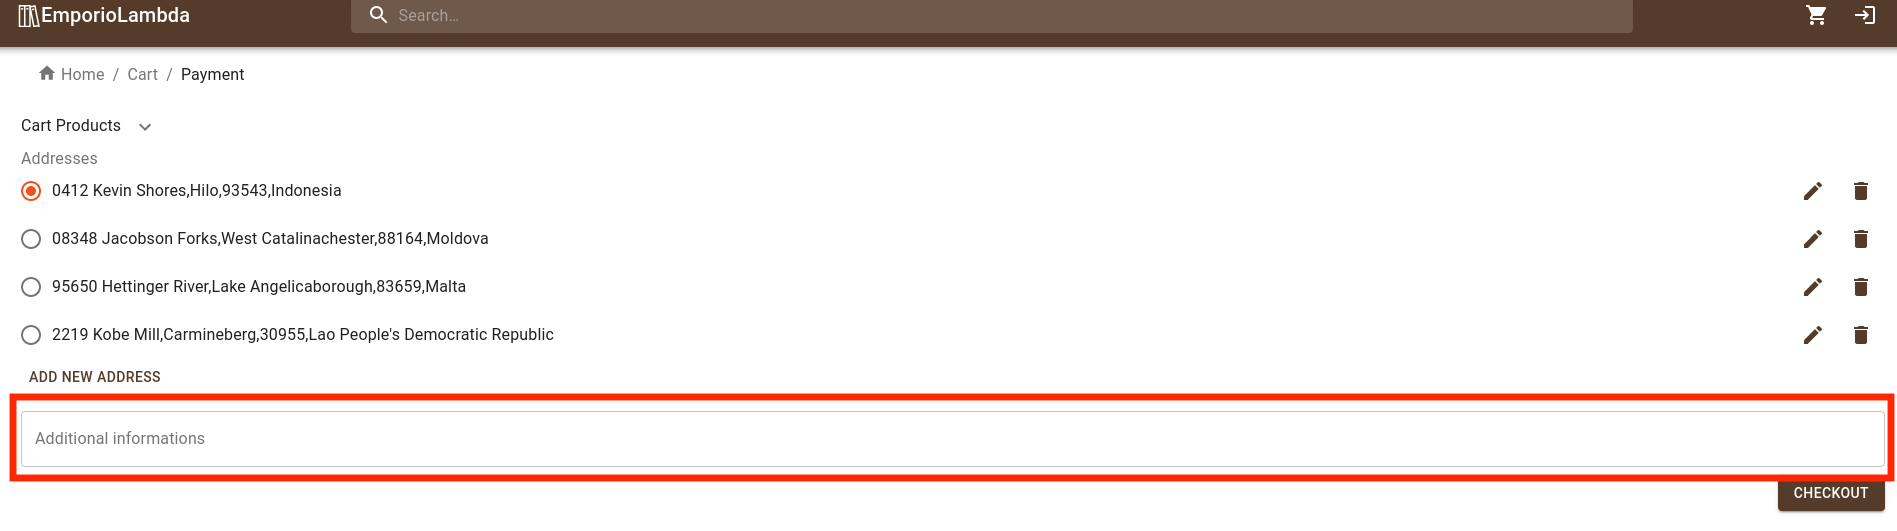 EmporioLambda
Search...
Home / Cart / Payment
Cart Products
Addresses
0412 Kevin Shores,Hilo,93543,Indonesia
08348 Jacobson Forks,West Catalinachester,88164,Moldova
95650 Hettinger River,Lake Angelicaborough,83659,Malta
2219 Kobe Mill,Carmineberg,30955,Lao People's Democratic Republic
ADD NEW ADDRESS
Additional informations
CHECKOUT